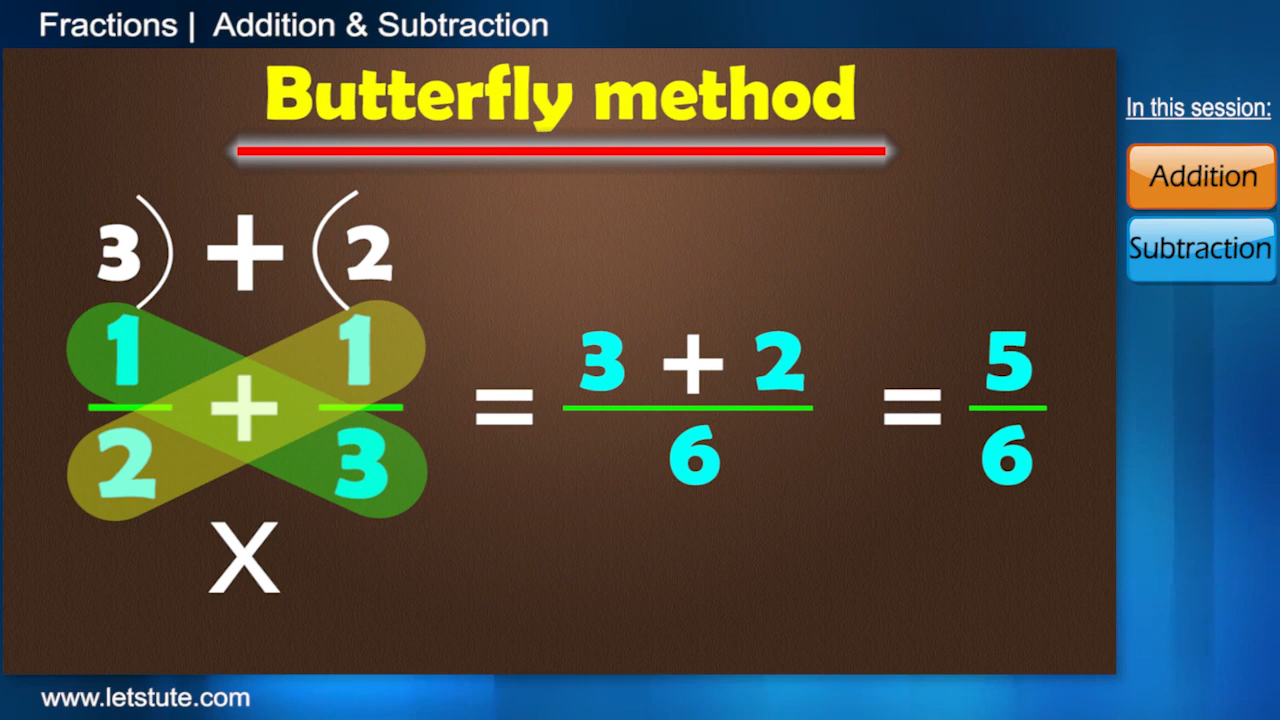 Fractions | Addition & Subtraction
Butterfly method
In this session:
Addition
Subtraction
3) + (2
1/2 + 1/3 = 3 + 2/6 = 5/6
X
www.letstute.com